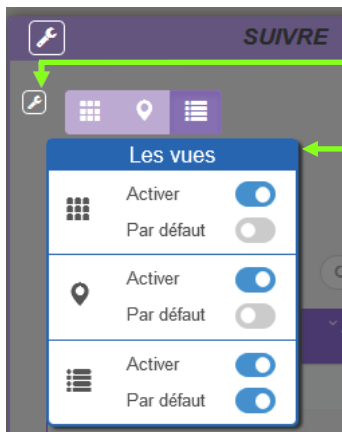 SUIVRE
Les vues
Activer
Par défaut
Activer
Par défaut
Activer
Par défaut